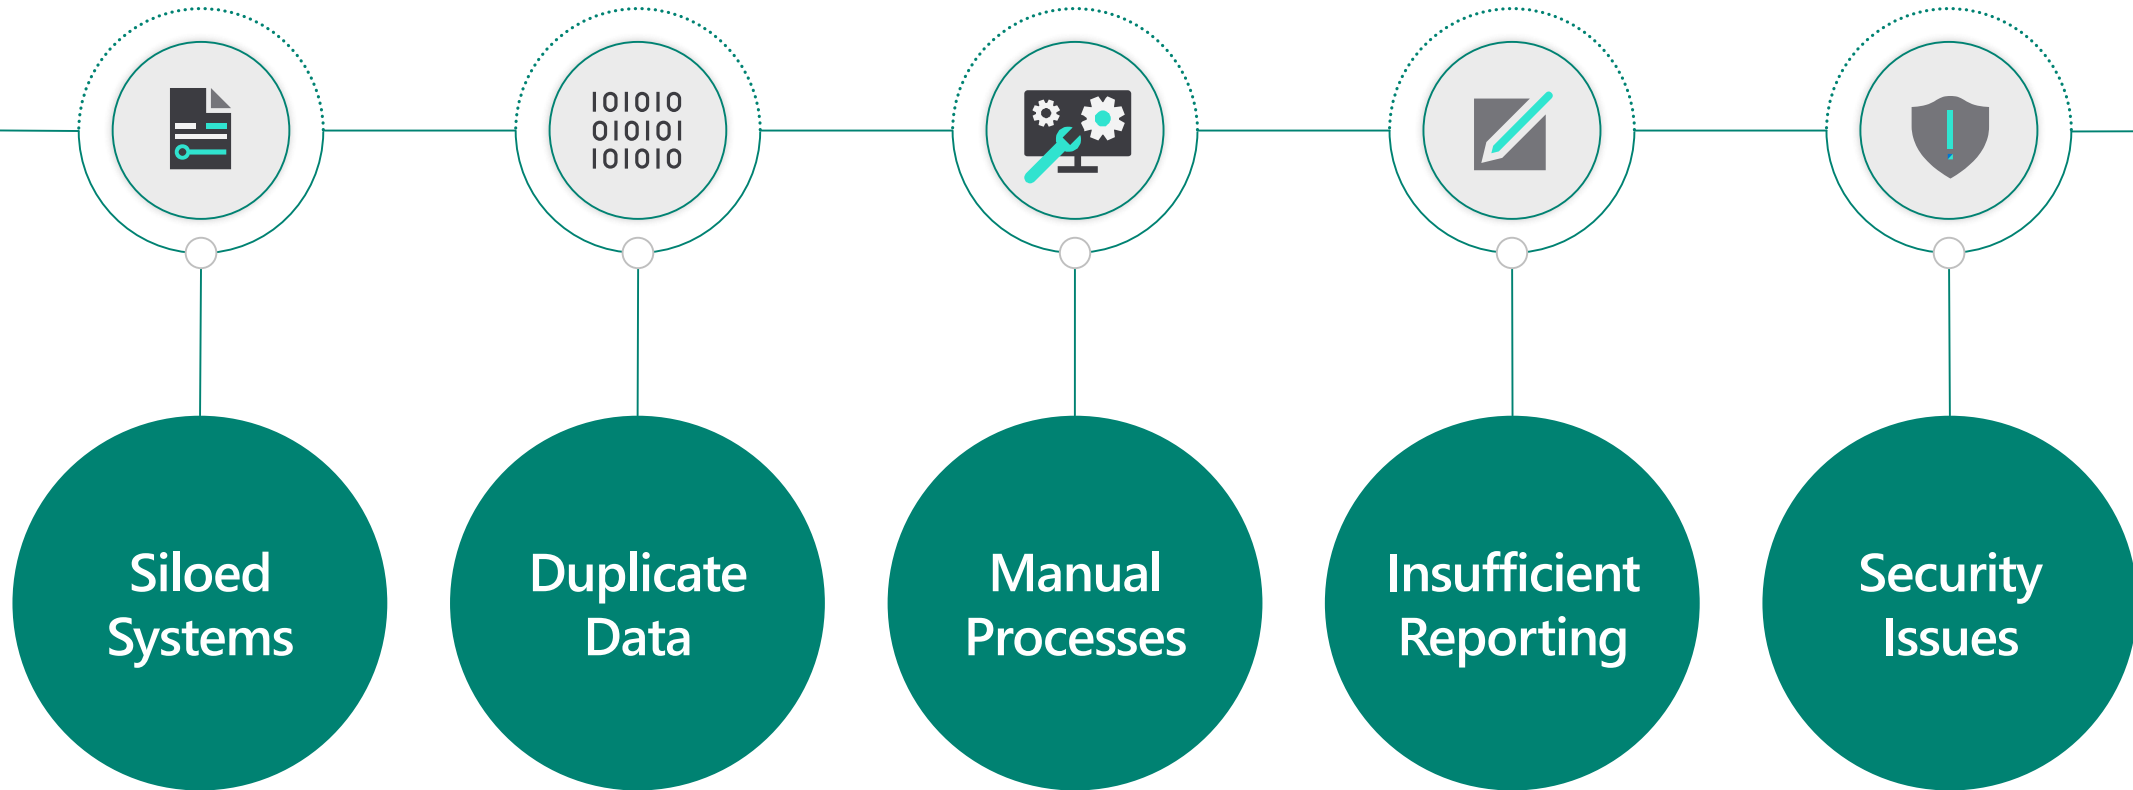 101010
010101
101010
Siloed
Systems
Duplicate
Data
Manual
Processes
Insufficient
Reporting
Security
Issues